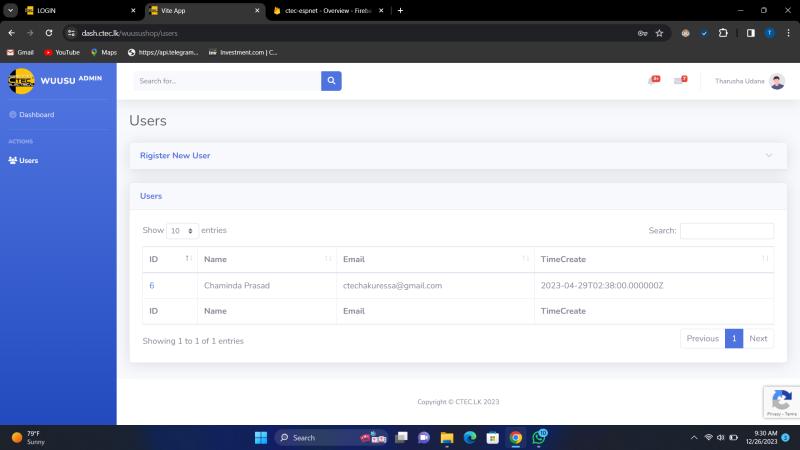 LOGIN
Vite App
ctec-espnet - Overview - Fireba
dash.ctec.lk/wuusushop/users
Gmail
YouTube
Maps
https://api.telegram...
Investment.com | C...
CTEC
WUUSU ADMIN
Search for...
Tharusha Udana
Dashboard
ACTIONS
Users
Users
Rigister New User
Users
Show 10 entries
Search:
ID Name Email TimeCreate
6 Chaminda Prasad ctechakuressa@gmail.com 2023-04-29T02:38:00.000000Z
ID Name Email TimeCreate
Showing 1 to 1 of 1 entries
Previous 1 Next
Copyright © CTEC.LK 2023
Privacy - Terms
79°F
Sunny
Search
9:30 AM
12/26/2023